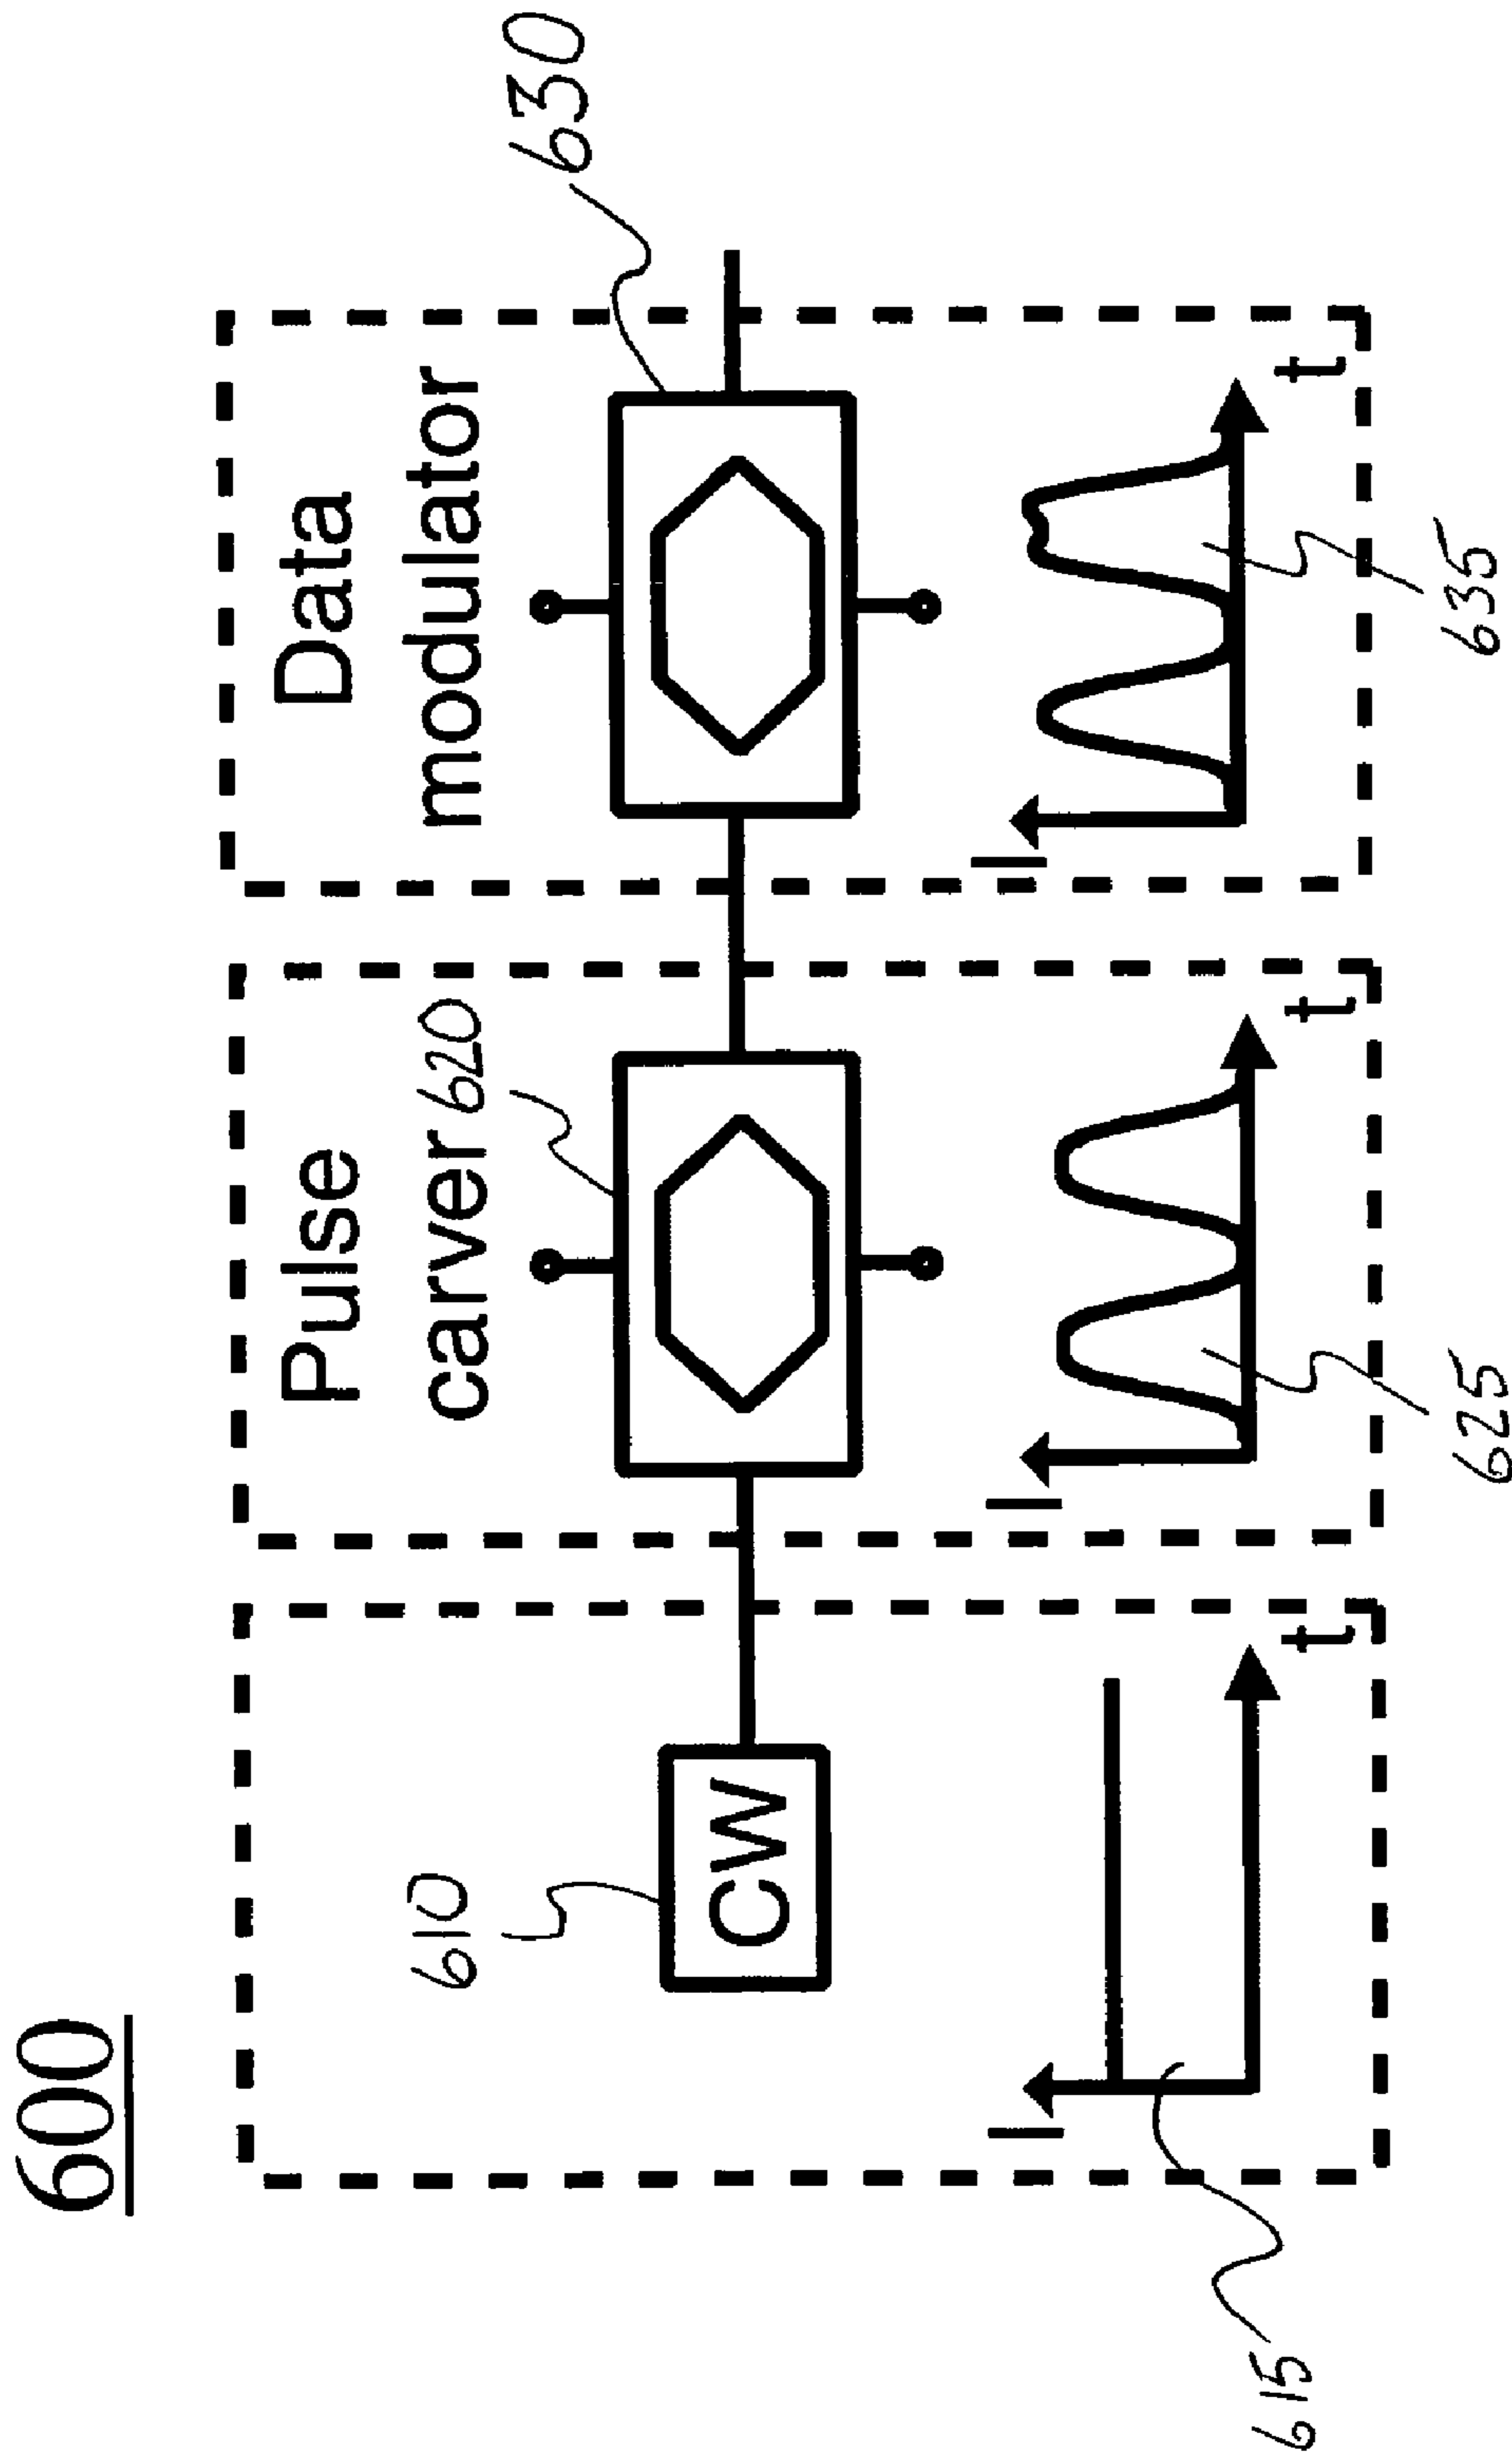 600
610
CW
I
t
615
Pulse
carver 620
I
t
625
Data
modulator
630
I
t
635